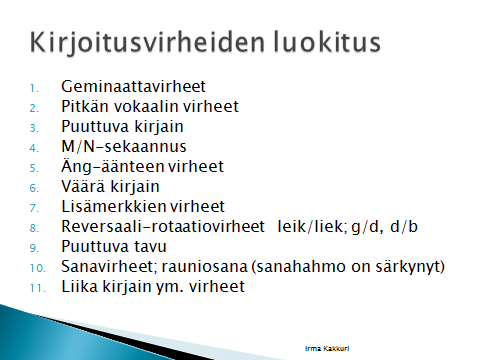 Kirjoitusvirheiden luokitus
1. Geminaattavirheet
2. Pitkän vokaalin virheet
3. Puuttuva kirjain
4. M/N-sekaannus
5. Äng-äänteen virheet
6. Väärä kirjain
7. Lisämerkkien virheet
8. Reversaali-rotaatiovirheet leik/liek; g/d, d/b
9. Puuttuva tavu
10. Sanavirheet; rauniosana (sanahahmo on särkynyt)
11. Liika kirjain ym. virheet
Irma Kakkuri